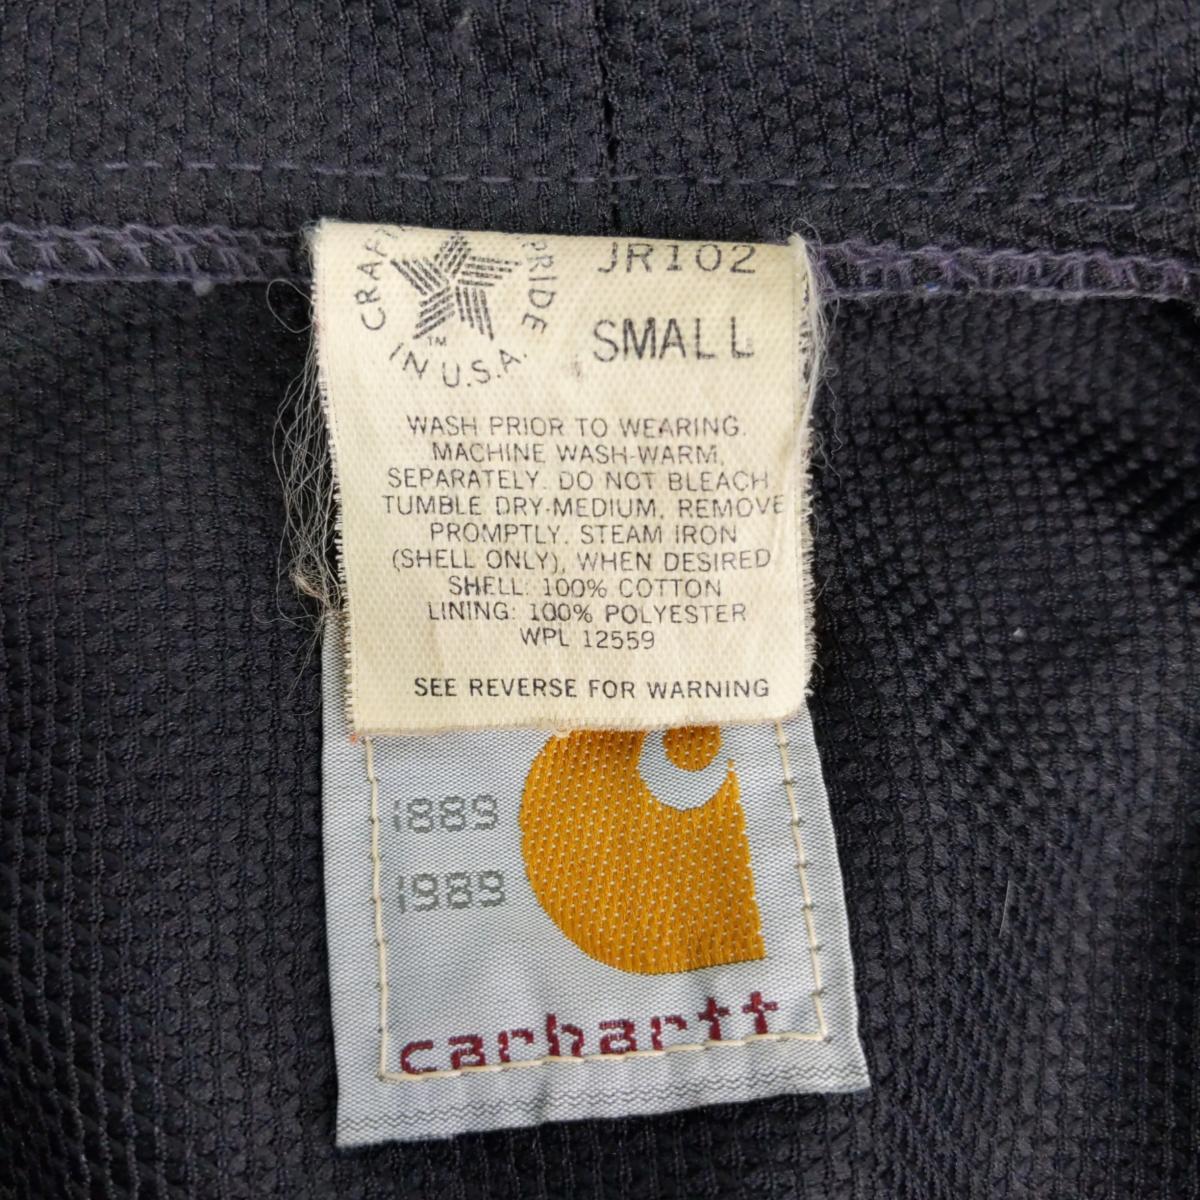 CRAFTED
PRIDE
IN U.S.A.
TM
JR102
SMALL
WASH PRIOR TO WEARING.
MACHINE WASH-WARM,
SEPARATELY. DO NOT BLEACH
TUMBLE DRY-MEDIUM, REMOVE
PROMPTLY. STEAM IRON
(SHELL ONLY), WHEN DESIRED
SHELL: 100% COTTON
LINING: 100% POLYESTER
WPL 12559
SEE REVERSE FOR WARNING
1889
1989
carhartt